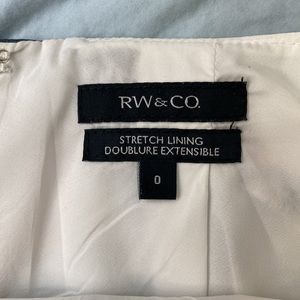 RW&CO.
STRETCH LINING
DOUBLURE EXTENSIBLE
0